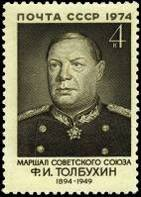 ПОЧТА СССР 1974
4
к
МАРШАЛ СОВЕТСКОГО СОЮЗА
Ф.И. ТОЛБУХИН
1894-1949